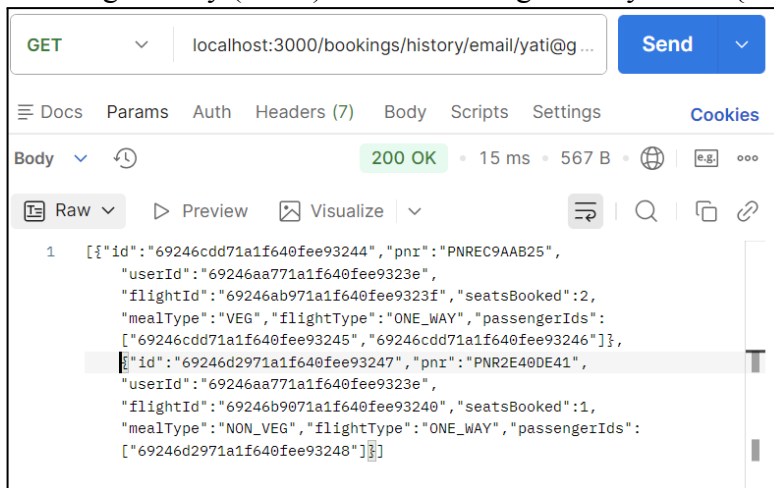 GET localhost:3000/bookings/history/email/yati@g... Send
Docs Params Auth Headers (7) Body Scripts Settings Cookies
Body 200 OK • 15 ms • 567 B • e.g.
Raw Preview Visualize
1 [{"id":"69246cdd71a1f640fee93244","pnr":"PNREC9AAB25",
"userId":"69246aa771a1f640fee9323e",
"flightId":"69246ab971a1f640fee9323f","seatsBooked":2,
"mealType":"VEG","flightType":"ONE_WAY","passengerIds":
["69246cdd71a1f640fee93245","69246cdd71a1f640fee93246"]},
{"id":"69246d2971a1f640fee93247","pnr":"PNR2E40DE41",
"userId":"69246aa771a1f640fee9323e",
"flightId":"69246b9071a1f640fee93240","seatsBooked":1,
"mealType":"NON_VEG","flightType":"ONE_WAY","passengerIds":
["69246d2971a1f640fee93248"]}]